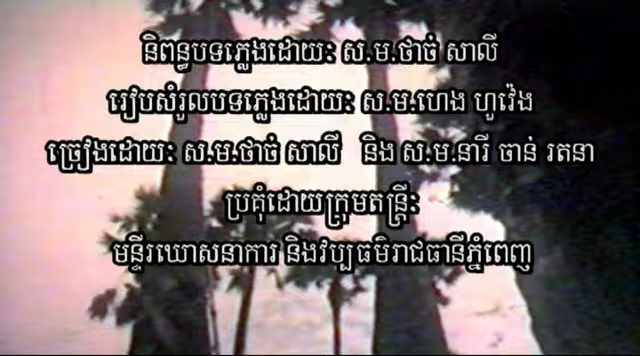 និពន្ធបទភ្លេងដោយៈ ស.ម.ថាច់ សាលី
រៀបសំរួលបទភ្លេងដោយៈ ស.ម.ហេង ហួវ៉េង
ច្រៀងដោយៈ ស.ម.ថាច់ សាលី និង ស.ម.នារី ចាន់ រតនា
ប្រគុំដោយក្រុមតន្ត្រីៈ
មន្ទីរឃោសនាការ និងវប្បធម៌រាជធានីភ្នំពេញ